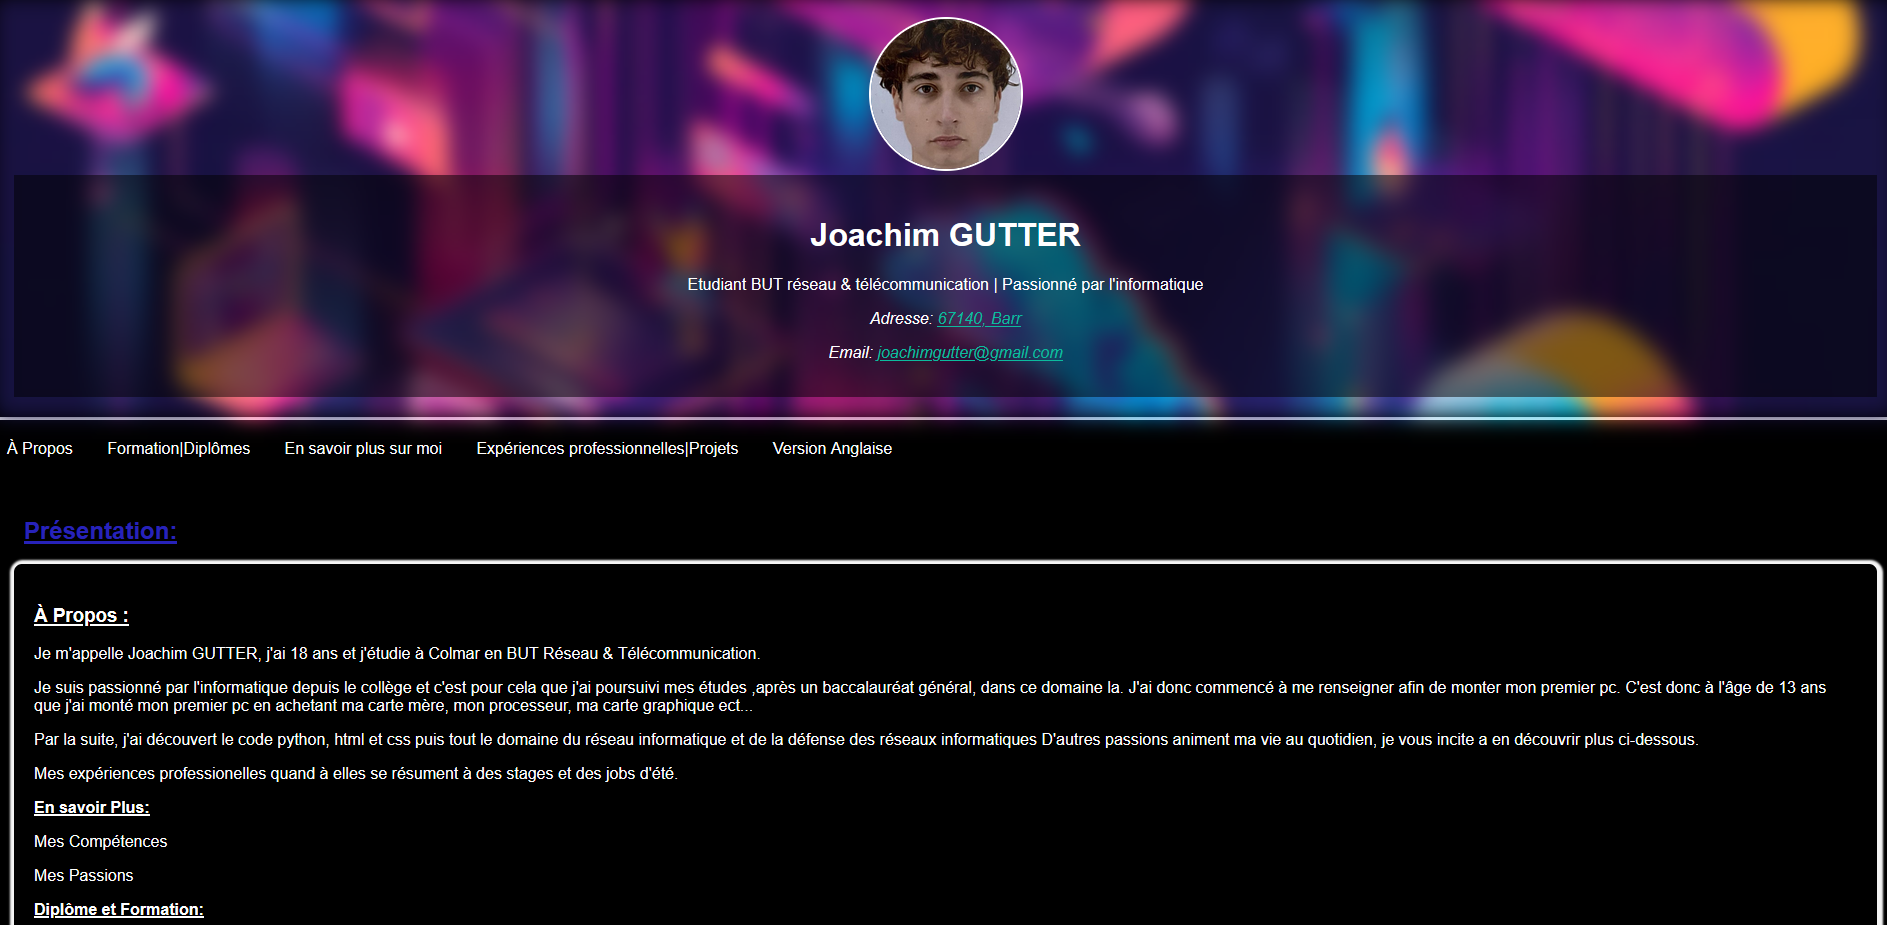 Joachim GUTTER
Etudiant BUT réseau & télécommunication | Passionné par l'informatique
Adresse: 67140, Barr
Email: joachimgutter@gmail.com
À Propos Formation|Diplômes En savoir plus sur moi Expériences professionnelles|Projets Version Anglaise
Présentation:
À Propos :
Je m'appelle Joachim GUTTER, j'ai 18 ans et j'étudie à Colmar en BUT Réseau & Télécommunication.
Je suis passionné par l'informatique depuis le collège et c'est pour cela que j'ai poursuivi mes études ,après un baccalauréat général, dans ce domaine la. J'ai donc commencé à me renseigner afin de monter mon premier pc. C'est donc à l'âge de 13 ans
que j'ai monté mon premier pc en achetant ma carte mère, mon processeur, ma carte graphique ect...
Par la suite, j'ai découvert le code python, html et css puis tout le domaine du réseau informatique et de la défense des réseaux informatiques D'autres passions animent ma vie au quotidien, je vous incite a en découvrir plus ci-dessous.
Mes expériences professionelles quand à elles se résument à des stages et des jobs d'été.
En savoir Plus:
Mes Compétences
Mes Passions
Diplôme et Formation: